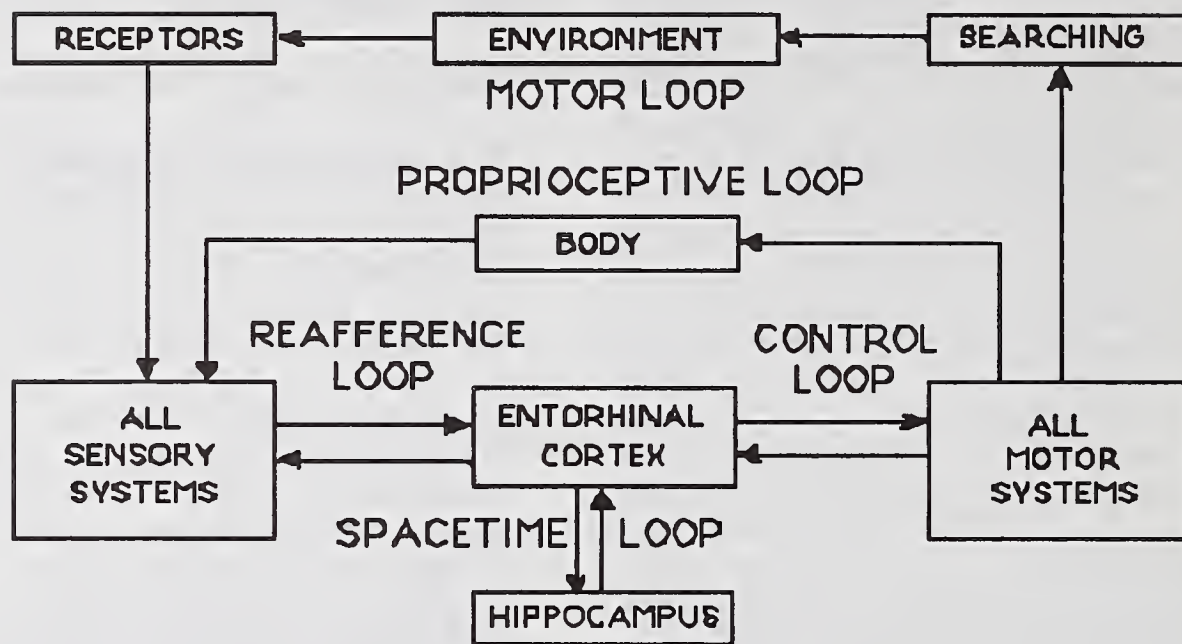 RECEPTORS
ENVIRONMENT
SEARCHING
MOTOR LOOP
PROPRIOCEPTIVE LOOP
BODY
REAFFERENCE
LOOP
CONTROL
LOOP
ALL
SENSORY
SYSTEMS
ENTORHINAL
CORTEX
ALL
MOTOR
SYSTEMS
SPACETIME LOOP
HIPPOCAMPUS